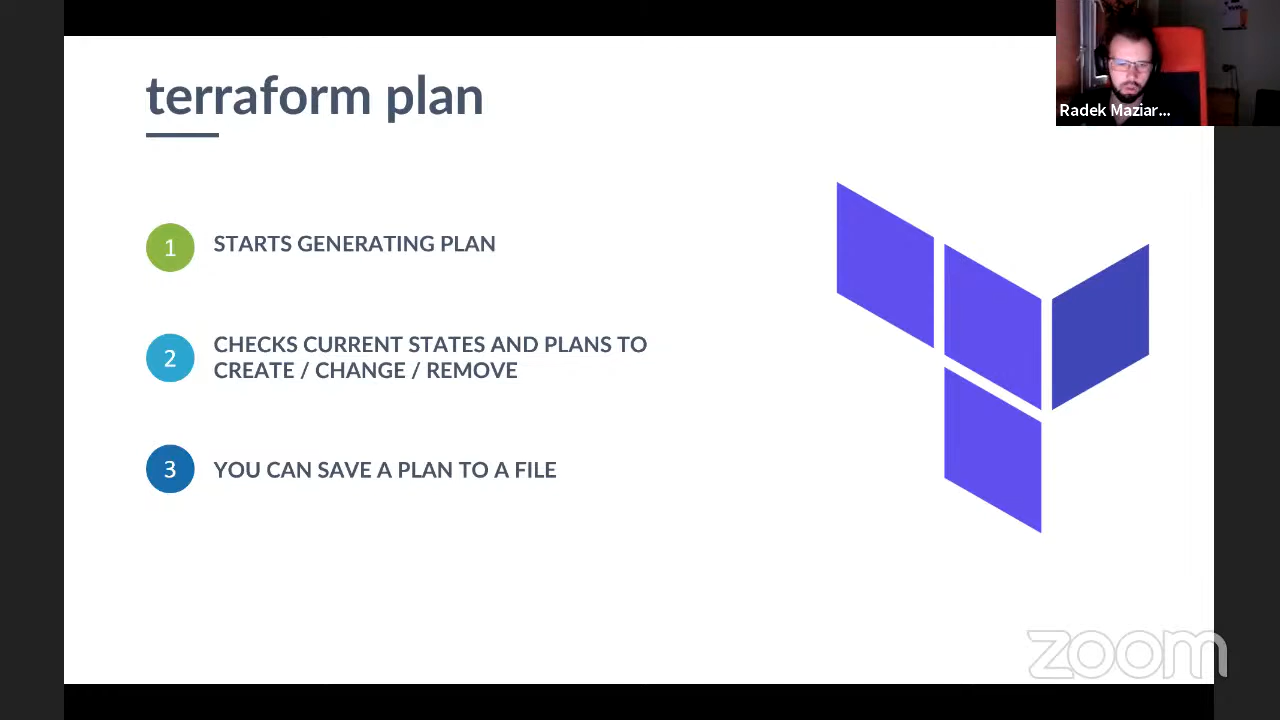 terraform plan
Radek Maziar...
1 STARTS GENERATING PLAN
2 CHECKS CURRENT STATES AND PLANS TO
CREATE / CHANGE / REMOVE
3 YOU CAN SAVE A PLAN TO A FILE
zoom